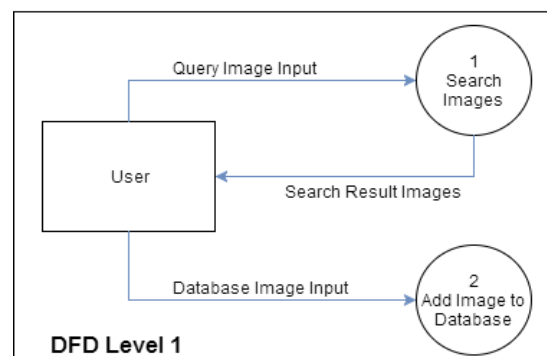 Query Image Input
1
Search
Images
User
Search Result Images
Database Image Input
2
Add Image to
Database
DFD Level 1